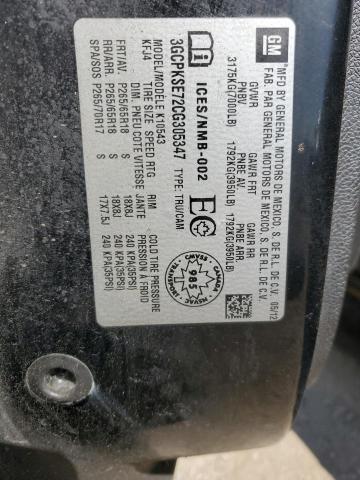 GM
MFD BY GENERAL MOTORS DE MEXICO, S. DE R.L. DE C.V. 05/12
FAB PAR GENERAL MOTORS DE MEXICO, S. DE R.L. DE C.V.
GVWR GAWR FRT GAWR RR
PNBV PNBE AV PNBE ARR
3175KG(7000LB) 1792KG(3950LB) 1792KG(3950LB)
ICES/NMB-002 EC
CANADA
CMVSS
985
NSVAC
TRANSPORT
3GCPKSE72CG305347 TYPE: TRU/CAM
KFJ4
MODEL/MODELE K10543
TIRE SIZE SPEED RTG RIM COLD TIRE PRESSURE
DIM. PNEU COTE VITESSE JANTE PRESSION A FROID
FRT/AV. P265/65R18 S 18X8J 240 KPA(35PSI)
RR/ARR. P265/65R18 S 18X8J 240 KPA(35PSI)
SPA/SOS P265/70R17 S 17X7.5J 240 KPA(35PSI)